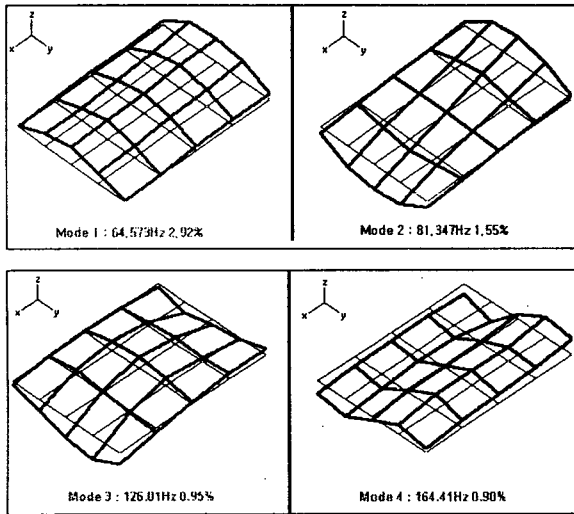 z
x y
z
x y
Mode 1 : 64,573Hz 2,92%
Mode 2 : 81,347Hz 1,55%
z
x y
z
x y
Mode 3 : 126.01Hz 0.95%
Mode 4 : 164.41Hz 0.90%